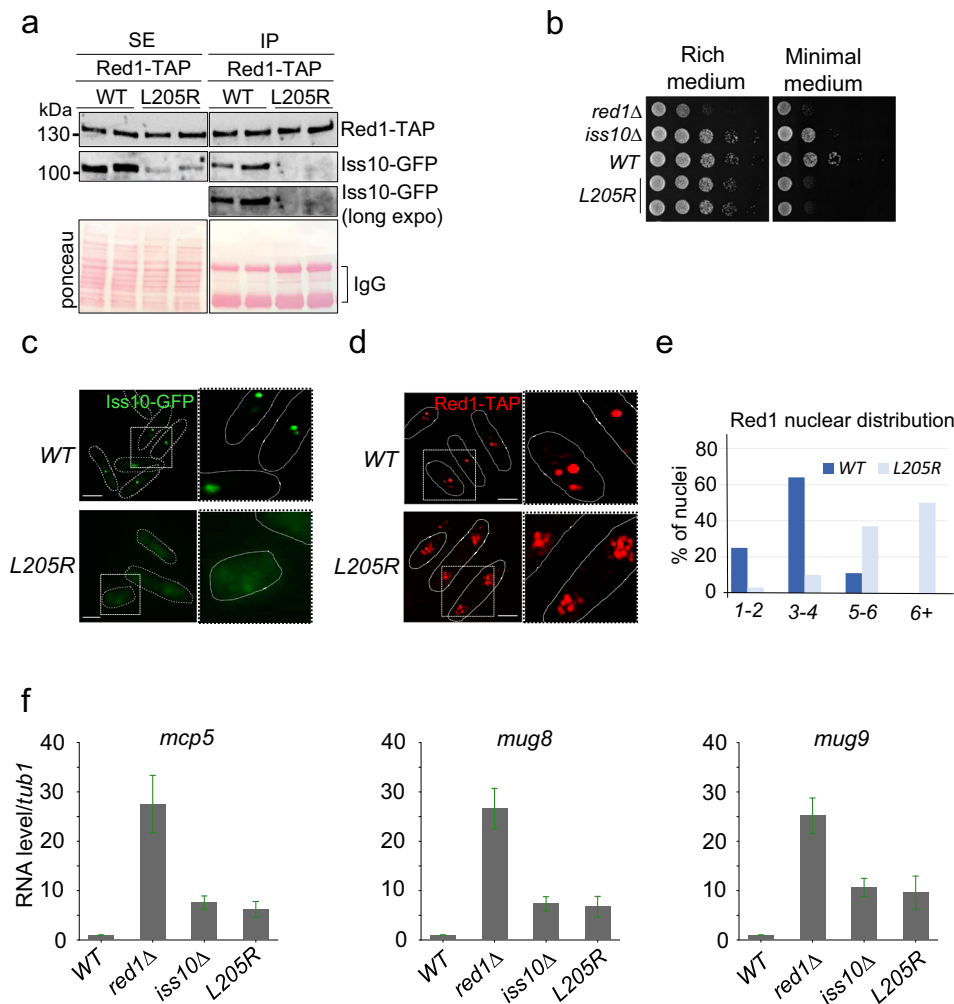 a
SE IP
Red1-TAP Red1-TAP
kDa WT L205R WT L205R
130 Red1-TAP
100 Iss10-GFP
Iss10-GFP
(long expo)
ponceau
IgG
b
Rich
medium
Minimal
medium
red1Δ
iss10Δ
WT
L205R
c
Iss10-GFP
WT
L205R
d
Red1-TAP
WT
L205R
e
Red1 nuclear distribution
WT L205R
% of nuclei
80
60
40
20
0
1-2 3-4 5-6 6+
f
mcp5
RNA level/tub1
40
30
20
10
0
WT red1Δ iss10Δ L205R
mug8
40
30
20
10
0
WT red1Δ iss10Δ L205R
mug9
40
30
20
10
0
WT red1Δ iss10Δ L205R